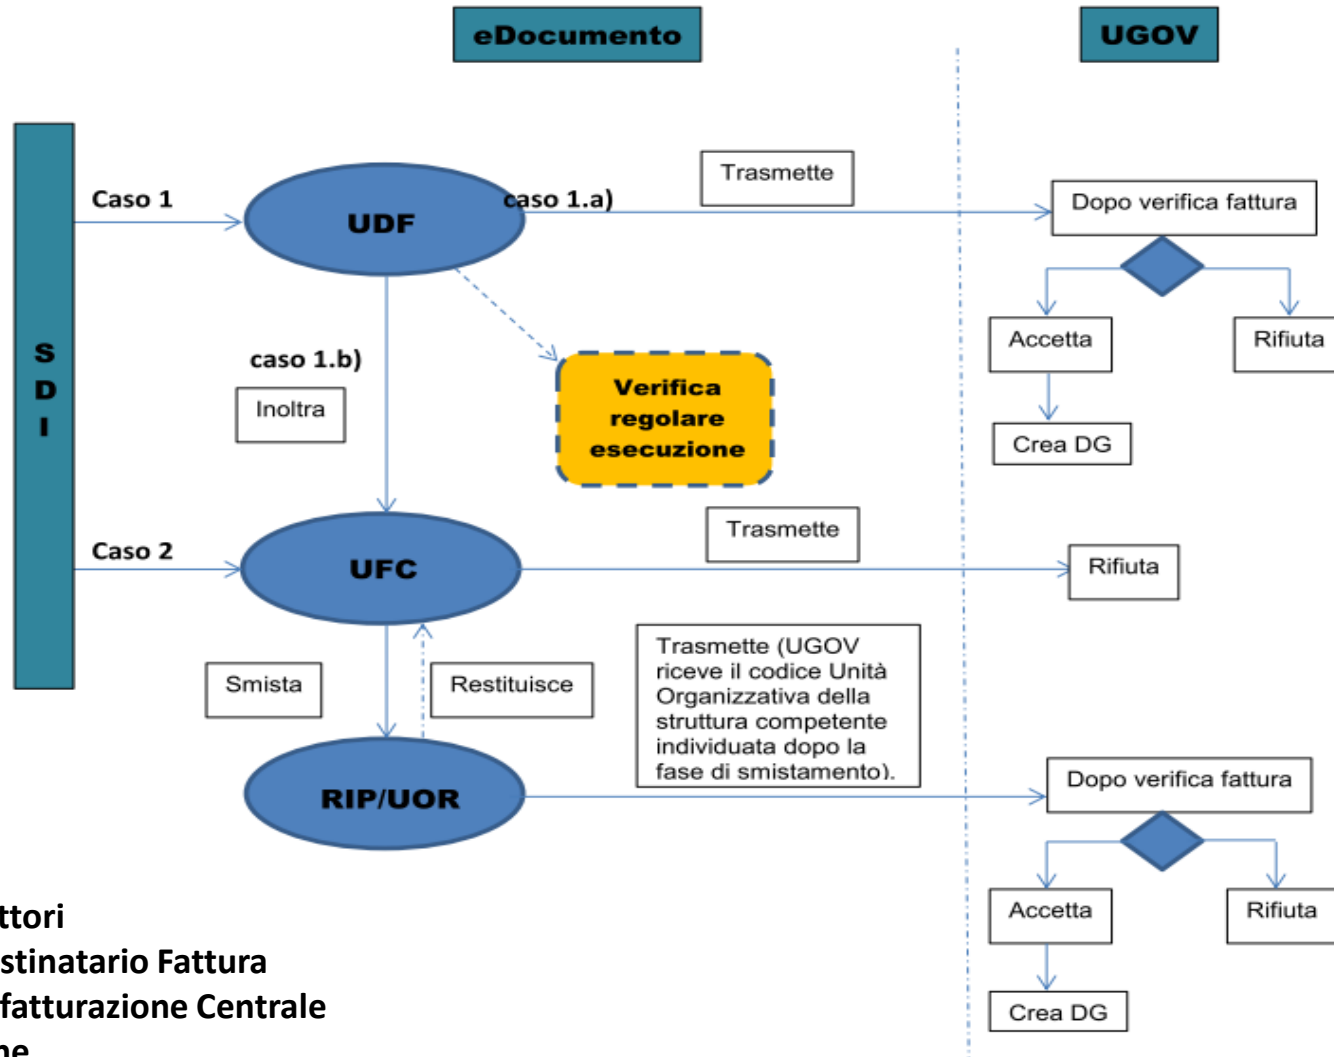 eDocumento
UGOV
S
D
I
Caso 1
UDF
caso 1.a)
Trasmette
Dopo verifica fattura
Accetta
Rifiuta
Crea DG
caso 1.b)
Inoltra
Verifica
regolare
esecuzione
Caso 2
UFC
Trasmette
Rifiuta
Smista
Restituisce
Trasmette (UGOV
riceve il codice Unità
Organizzativa della
struttura competente
individuata dopo la
fase di smistamento).
RIP/UOR
Dopo verifica fattura
Accetta
Rifiuta
Crea DG
ttori
stinatario Fattura
fatturazione Centrale